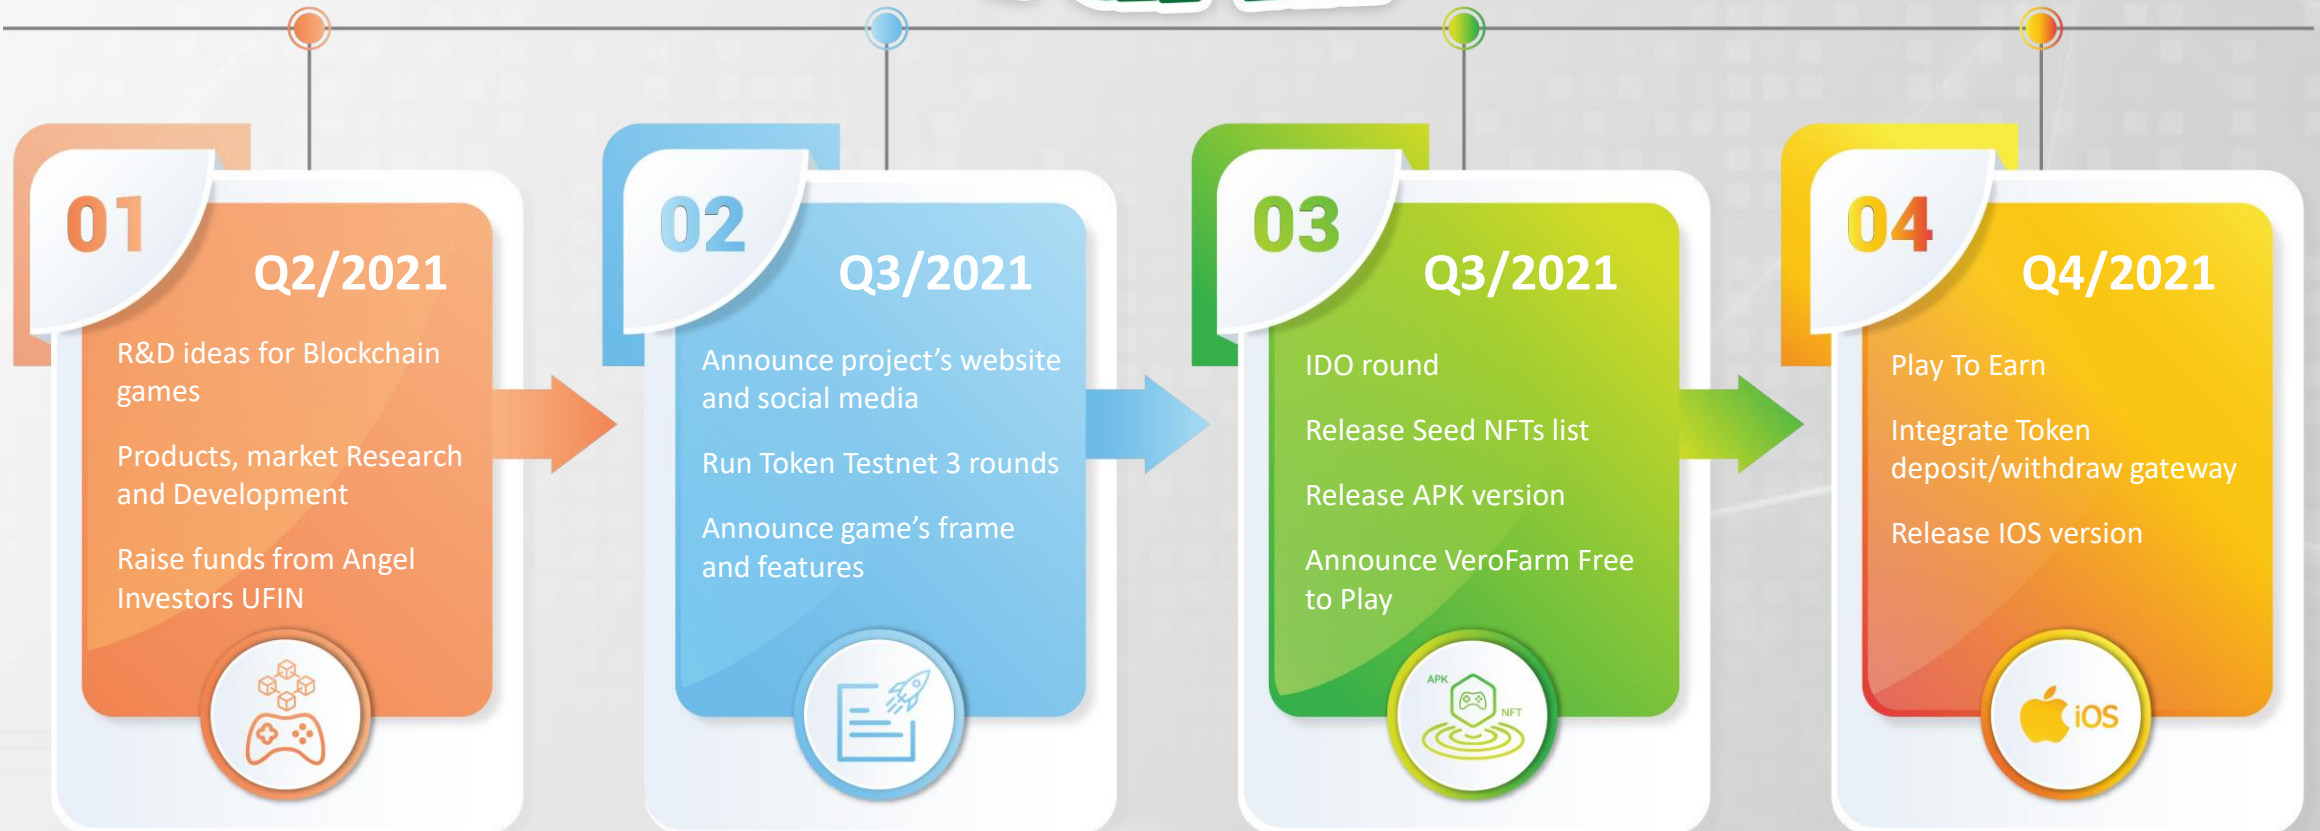 01
Q2/2021
R&D ideas for Blockchain
games
Products, market Research
and Development
Raise funds from Angel
Investors UFIN
02
Q3/2021
Announce project’s website
and social media
Run Token Testnet 3 rounds
Announce game’s frame
and features
03
Q3/2021
IDO round
Release Seed NFTs list
Release APK version
Announce VeroFarm Free
to Play
APK
NFT
04
Q4/2021
Play To Earn
Integrate Token
deposit/withdraw gateway
Release IOS version
iOS